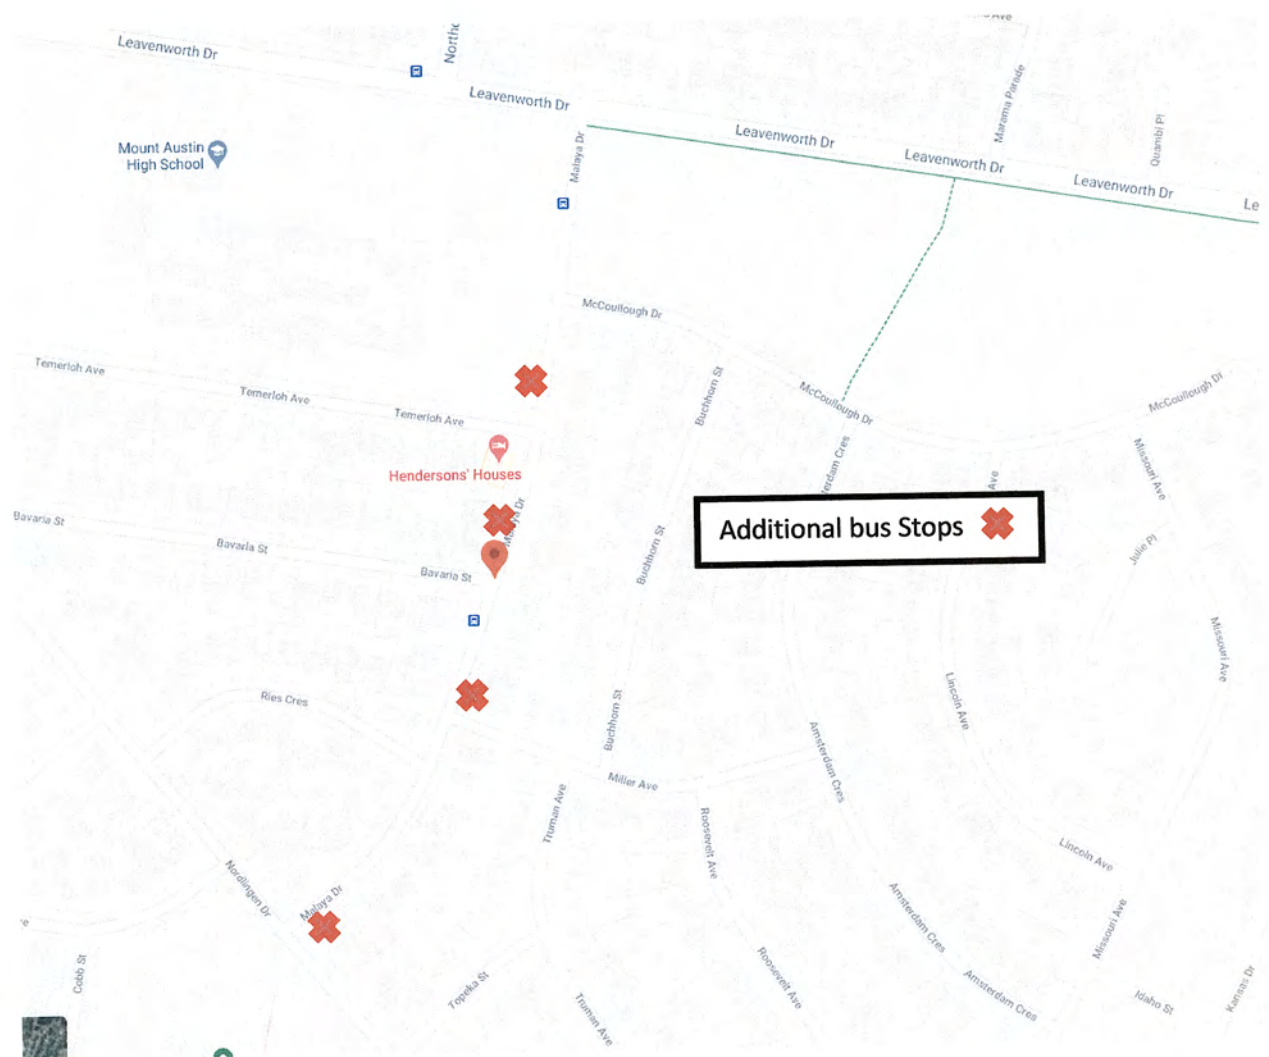 Leavenworth Dr
Leavenworth Dr
Leavenworth Dr
Leavenworth Dr
Leavenworth Dr
Marama Parade
Quambi Pl
Mount Austin
High School
Malaya Dr
McCoullough Dr
McCoullough Dr
McCoullough Dr
Temerloh Ave
Temerloh Ave
Temerloh Ave
Buchhorn St
Hendersons' Houses
Missouri Ave
Ave
Additional bus Stops
Bavaria St
Bavaria St
Bavaria St
Buchhorn St
Julie Pl
Missouri Ave
Ries Cres
Buchhorn St
Lincoln Ave
Amsterdam Cres
Miller Ave
Truman Ave
Roosevelt Ave
Lincoln Ave
Nordlingen Dr
Malaya Dr
Amsterdam Cres
Missouri Ave
Cobb St
Topeka St
Roosevelt Ave
Amsterdam Cres
Idaho St
Kansas Dr
Truman Ave